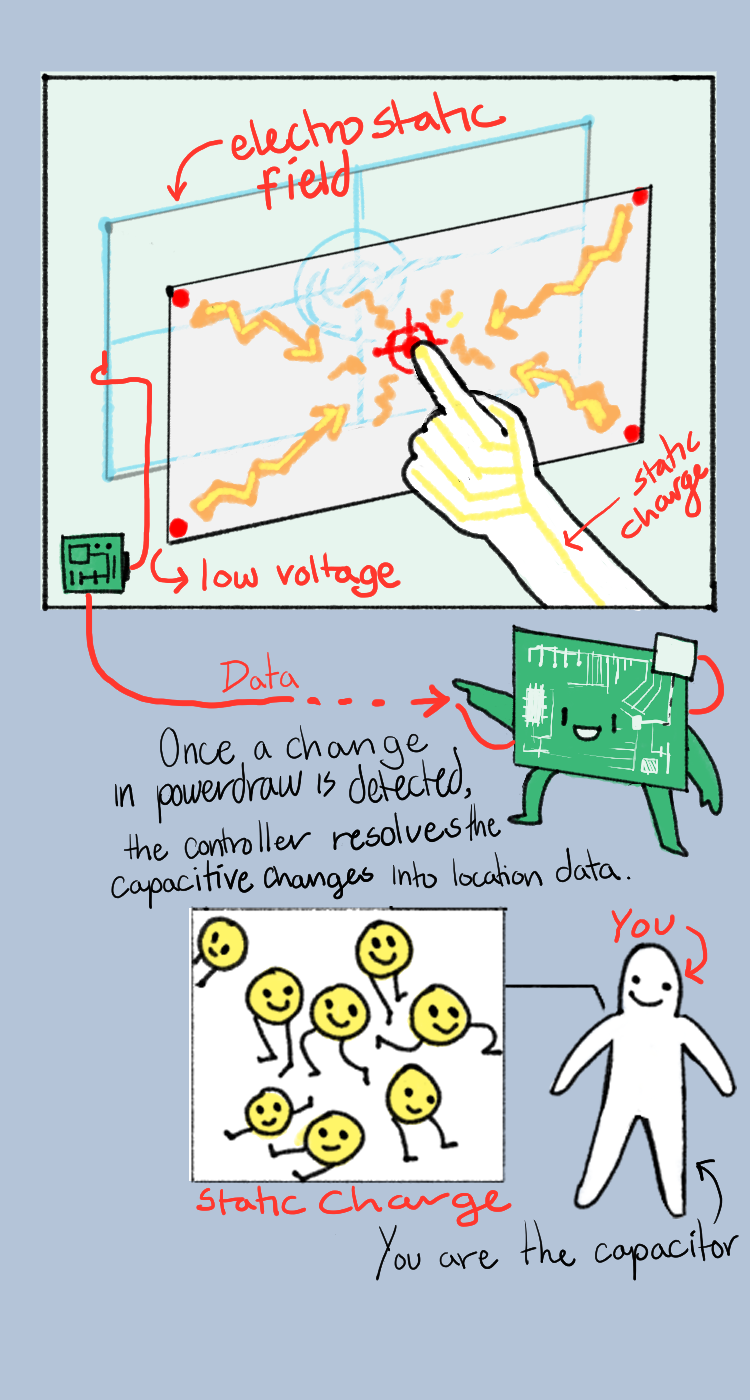 electrostatic
field
static
charge
low voltage
Data
Once a change
in powerdraw is detected,
the controller resolves the
capacitive changes into location data.
You
Static Charge
You are the capacitor